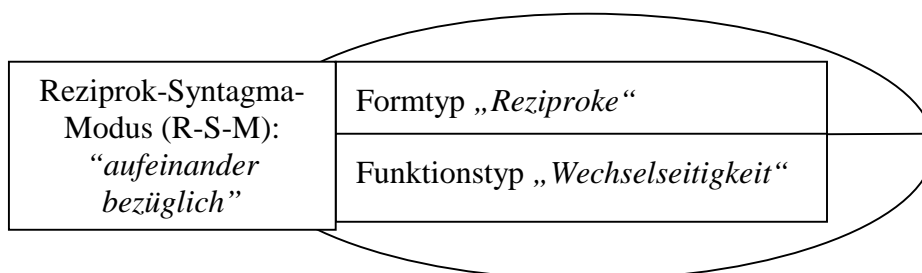 Reziprok-Syntagma-
Modus (R-S-M):
“aufeinander
bezüglich”
Formtyp „Reziproke“
Funktionstyp „Wechselseitigkeit“